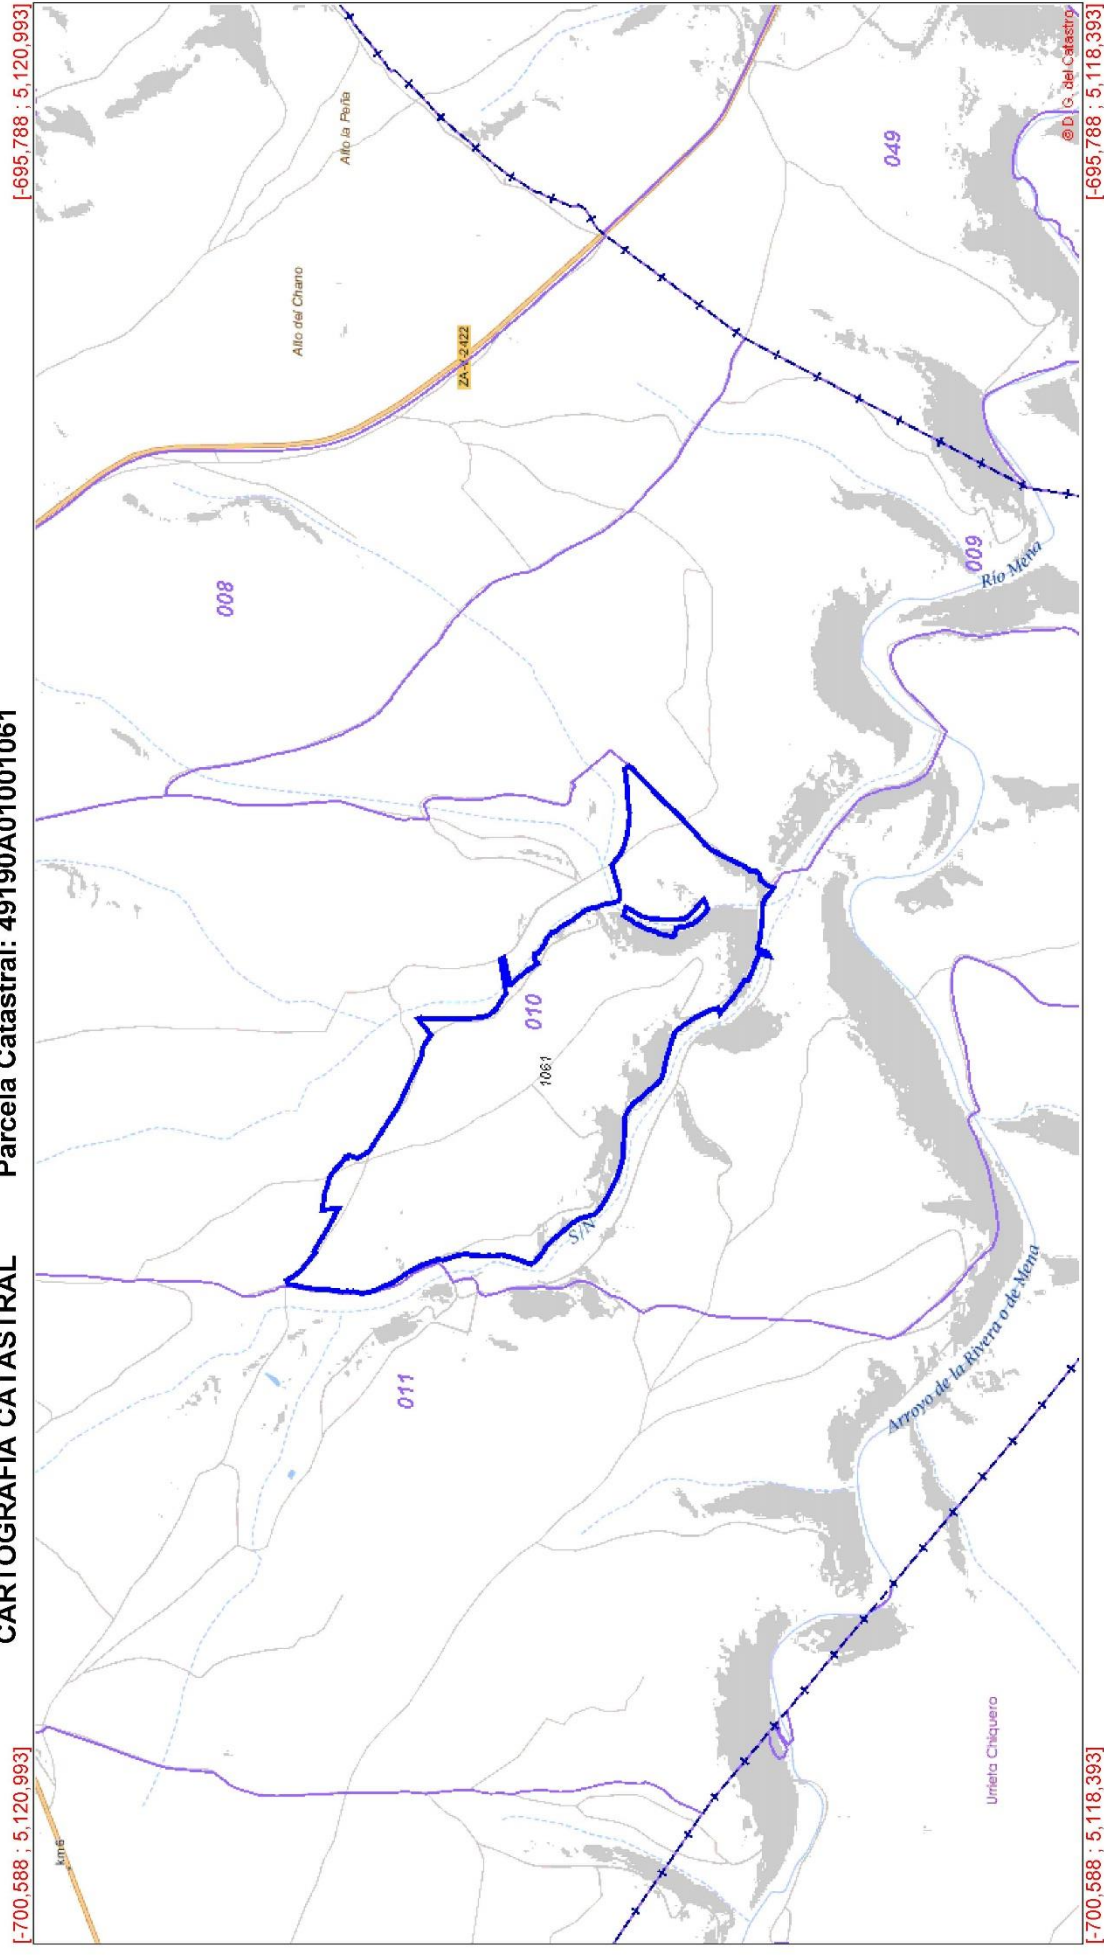 CARTOGRAFÍA CATASTRAL Parcela Catastral: 49190A01001061
[-700,588 ; 5,120,993]
[-695,788 ; 5,120,993]
km6
Alto la Peña
Alto del Chano
008
ZA-V-2422
011
010
1061
S/N
049
009
Río Mena
Arroyo de la Rivera o de Mena
Urrieta Chiquero
© D. G. del Catastro
[-700,588 ; 5,118,393]
[-695,788 ; 5,118,393]